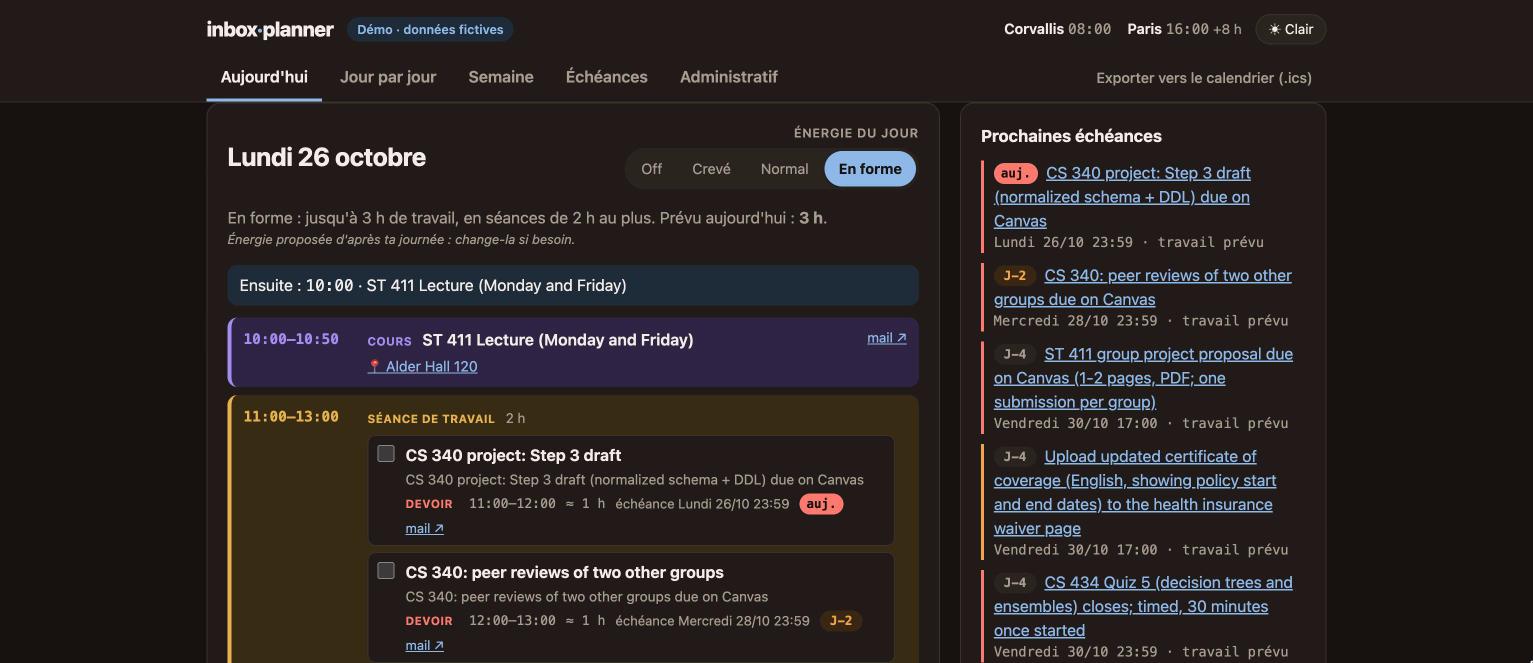 inbox·planner
Démo · données fictives
Corvallis 08:00 Paris 16:00 +8 h
☀ Clair
Aujourd'hui
Jour par jour
Semaine
Échéances
Administratif
Exporter vers le calendrier (.ics)
Lundi 26 octobre
ÉNERGIE DU JOUR
Off
Crevé
Normal
En forme
En forme : jusqu'à 3 h de travail, en séances de 2 h au plus. Prévu aujourd'hui : 3 h.
Énergie proposée d'après ta journée : change-la si besoin.
Ensuite : 10:00 · ST 411 Lecture (Monday and Friday)
10:00–10:50
COURS ST 411 Lecture (Monday and Friday)
mail ↗
📍 Alder Hall 120
11:00–13:00
SÉANCE DE TRAVAIL 2 h
CS 340 project: Step 3 draft
CS 340 project: Step 3 draft (normalized schema + DDL) due on Canvas
DEVOIR 11:00–12:00 ≈ 1 h échéance Lundi 26/10 23:59 auj.
mail ↗
CS 340: peer reviews of two other groups
CS 340: peer reviews of two other groups due on Canvas
DEVOIR 12:00–13:00 ≈ 1 h échéance Mercredi 28/10 23:59 J–2
mail ↗
Prochaines échéances
auj. CS 340 project: Step 3 draft
(normalized schema + DDL) due on
Canvas
Lundi 26/10 23:59 · travail prévu
J–2 CS 340: peer reviews of two other
groups due on Canvas
Mercredi 28/10 23:59 · travail prévu
J–4 ST 411 group project proposal due
on Canvas (1-2 pages, PDF; one
submission per group)
Vendredi 30/10 17:00 · travail prévu
J–4 Upload updated certificate of
coverage (English, showing policy start
and end dates) to the health insurance
waiver page
Vendredi 30/10 17:00 · travail prévu
J–4 CS 434 Quiz 5 (decision trees and
ensembles) closes; timed, 30 minutes
once started
Vendredi 30/10 23:59 · travail prévu